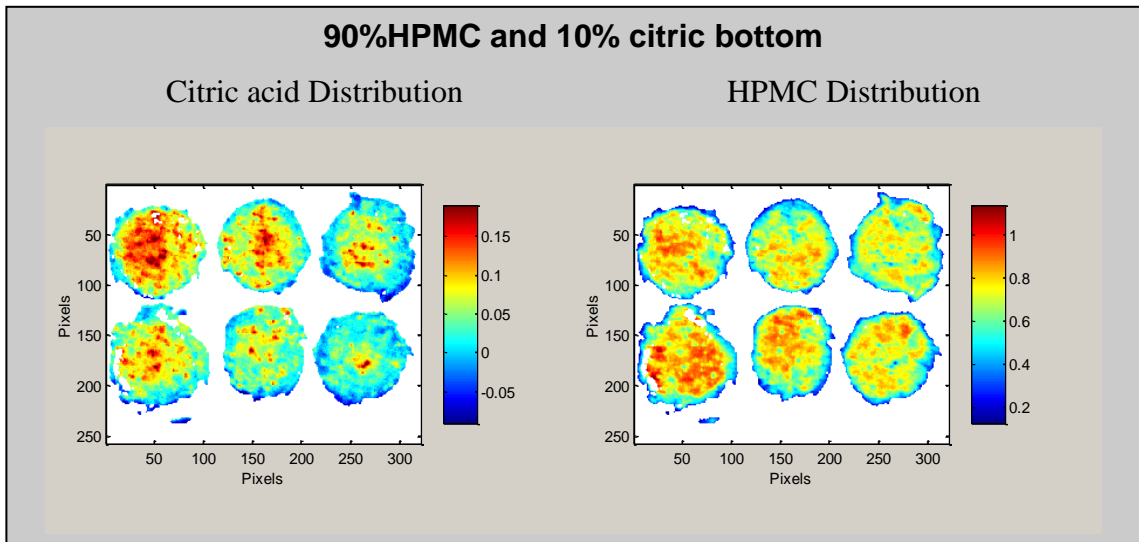 90%HPMC and 10% citric bottom
Citric acid Distribution
HPMC Distribution
Pixels
50
100
150
200
250
50 100 150 200 250 300
Pixels
0.15
0.1
0.05
0
-0.05
Pixels
50
100
150
200
250
50 100 150 200 250 300
Pixels
1
0.8
0.6
0.4
0.2